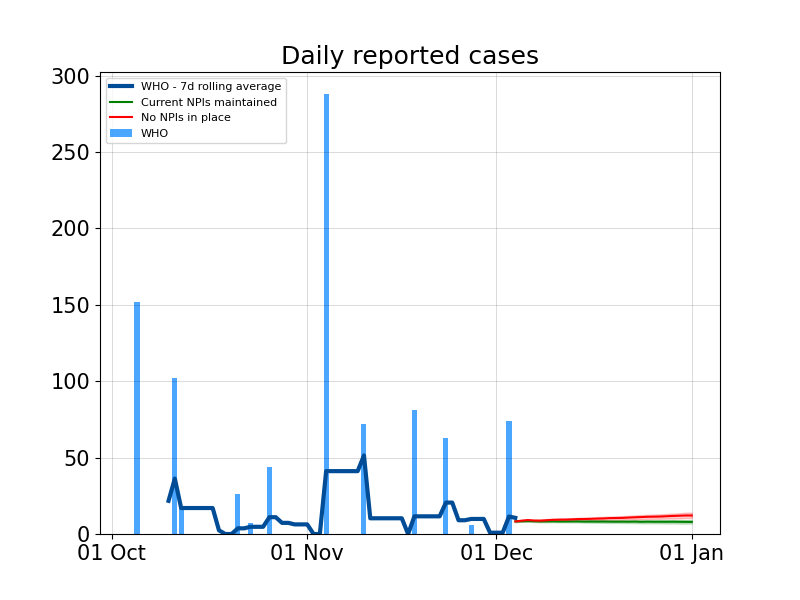 Daily reported cases
300
250
200
150
100
50
0
WHO - 7d rolling average
Current NPIs maintained
No NPIs in place
WHO
01 Oct
01 Nov
01 Dec
01 Jan